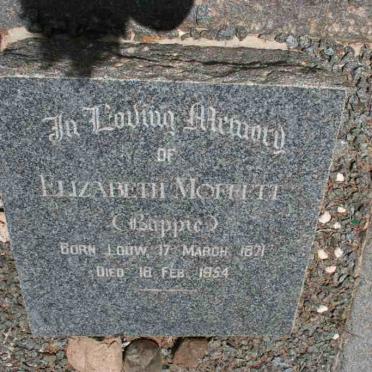 In Loving Memory
OF
ELIZABETH MOFFETT
(Bappie)
BORN LOUW, 17 MARCH 1871
DIED 18 FEB. 1954